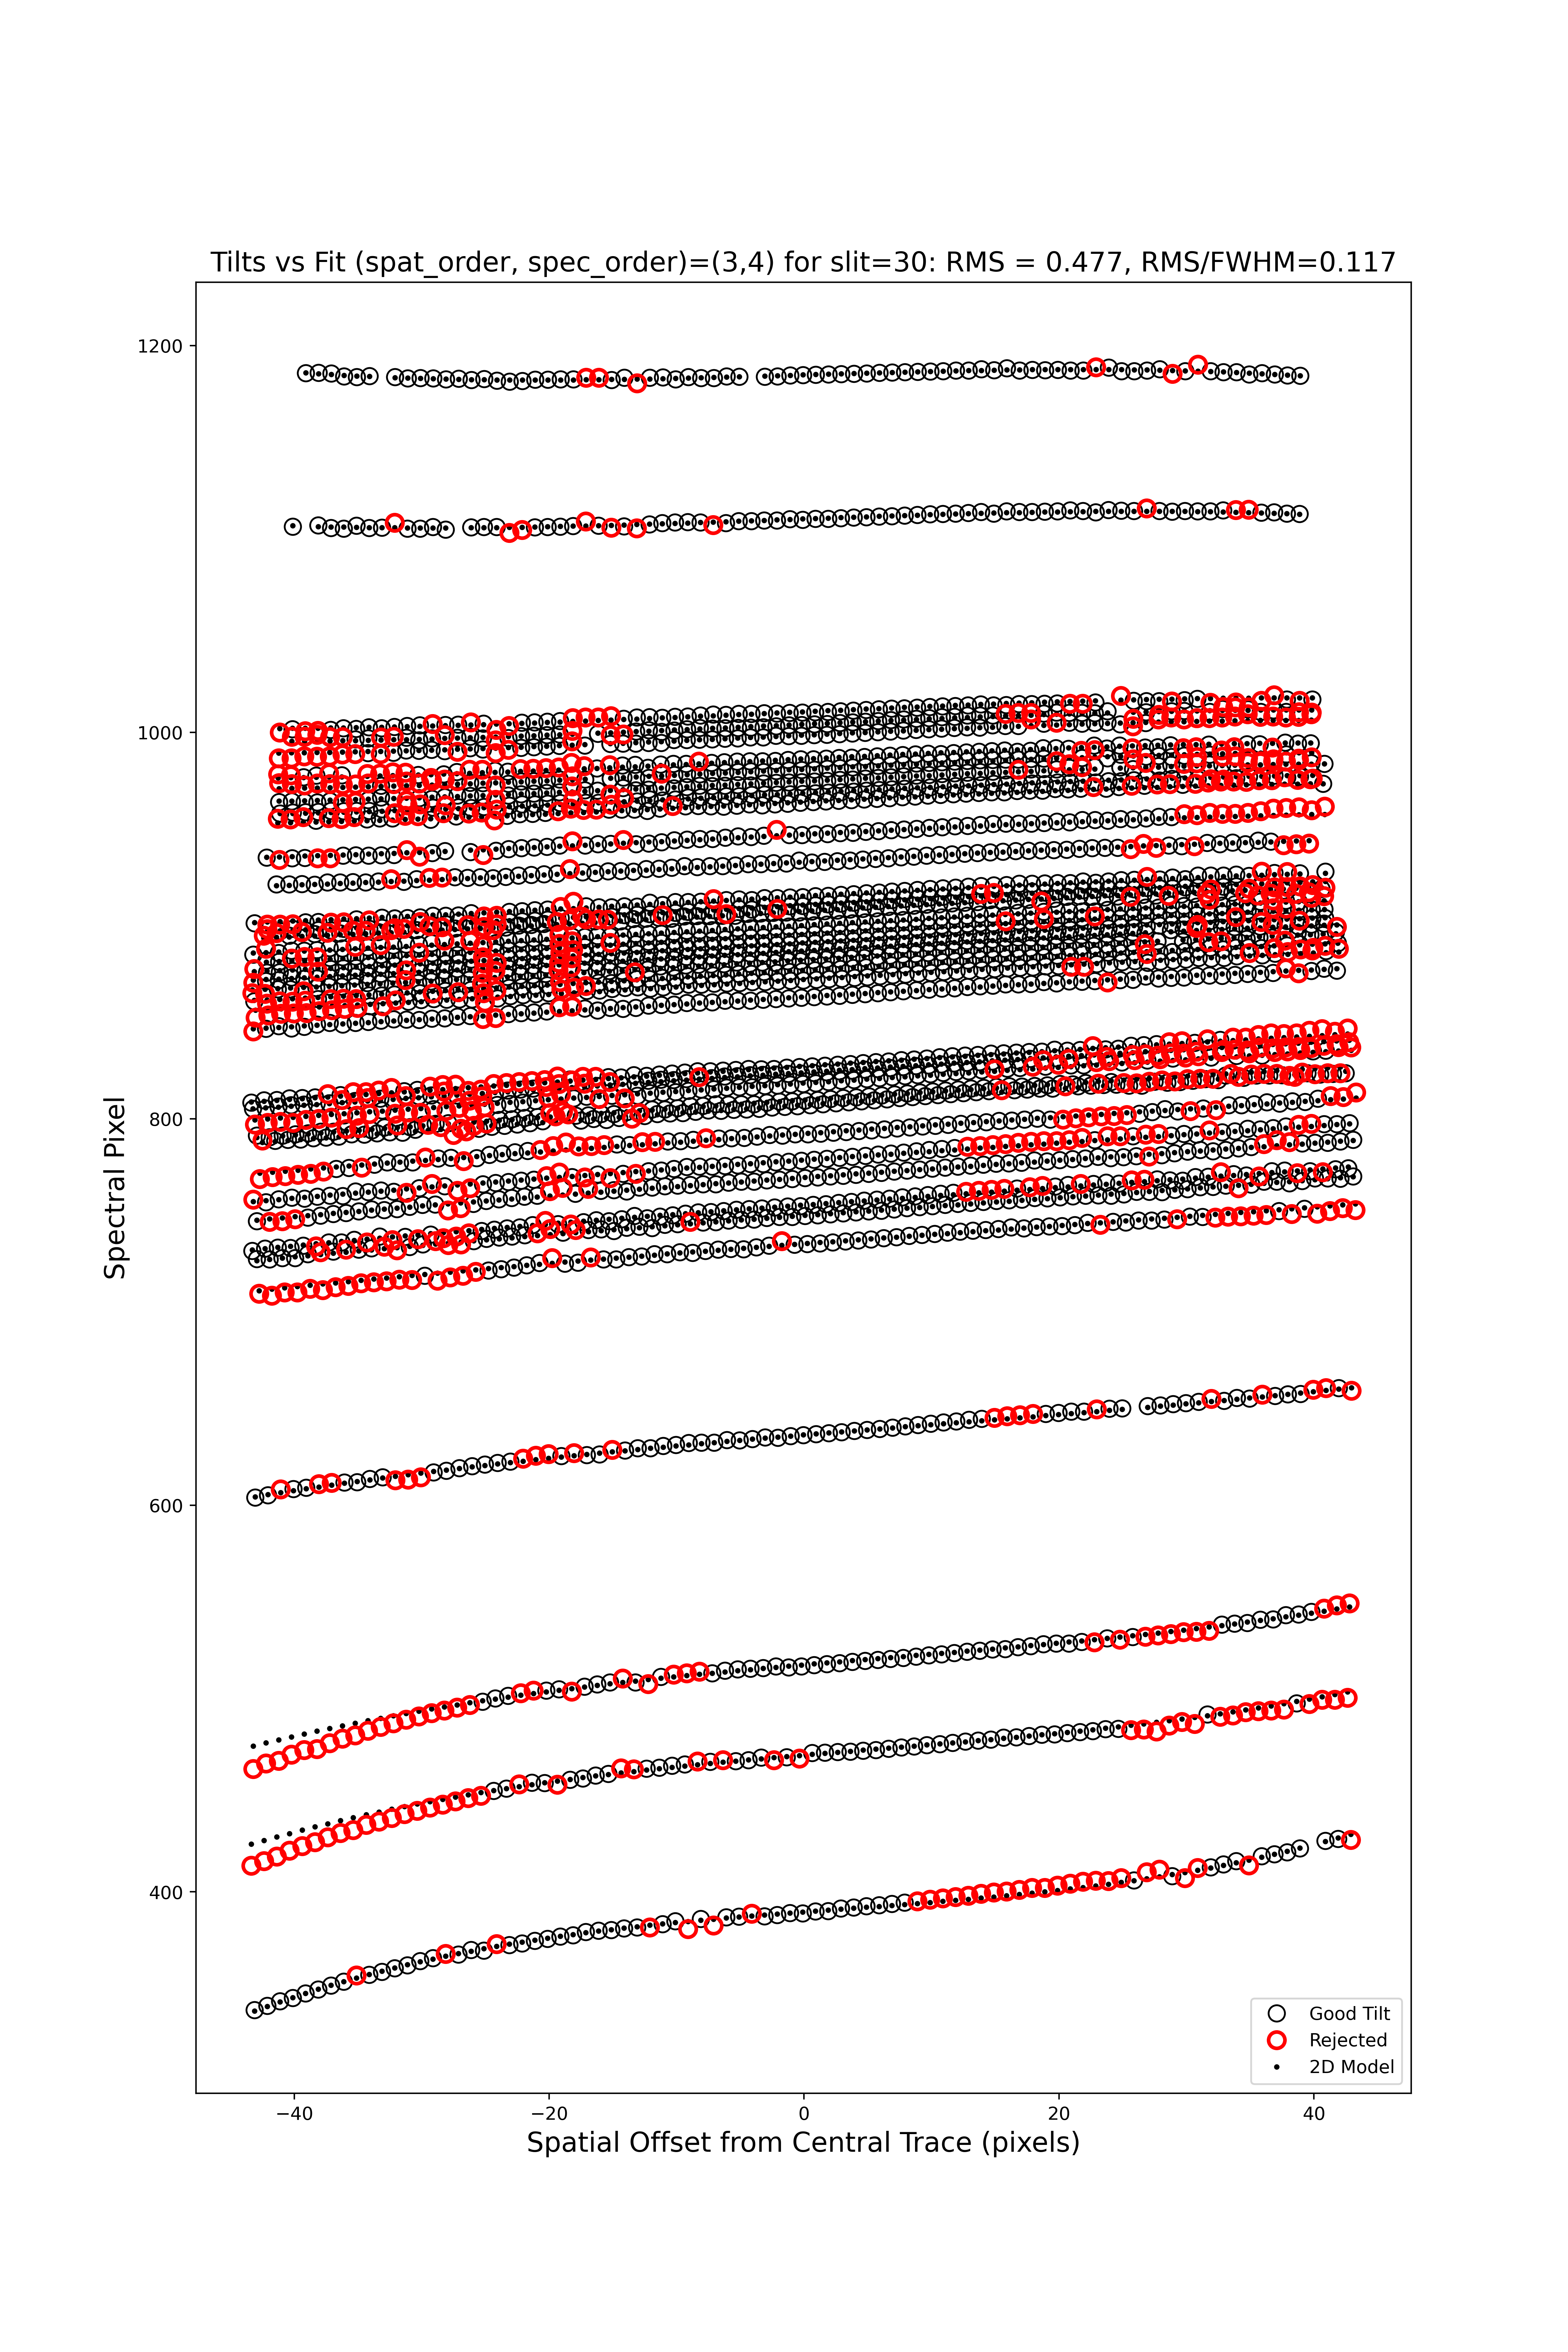 Tilts vs Fit (spat_order, spec_order)=(3,4) for slit=30: RMS = 0.477, RMS/FWHM=0.117
1200
1000
800
600
400
Spectral Pixel
−40 −20 0 20 40
Spatial Offset from Central Trace (pixels)
Good Tilt
Rejected
2D Model